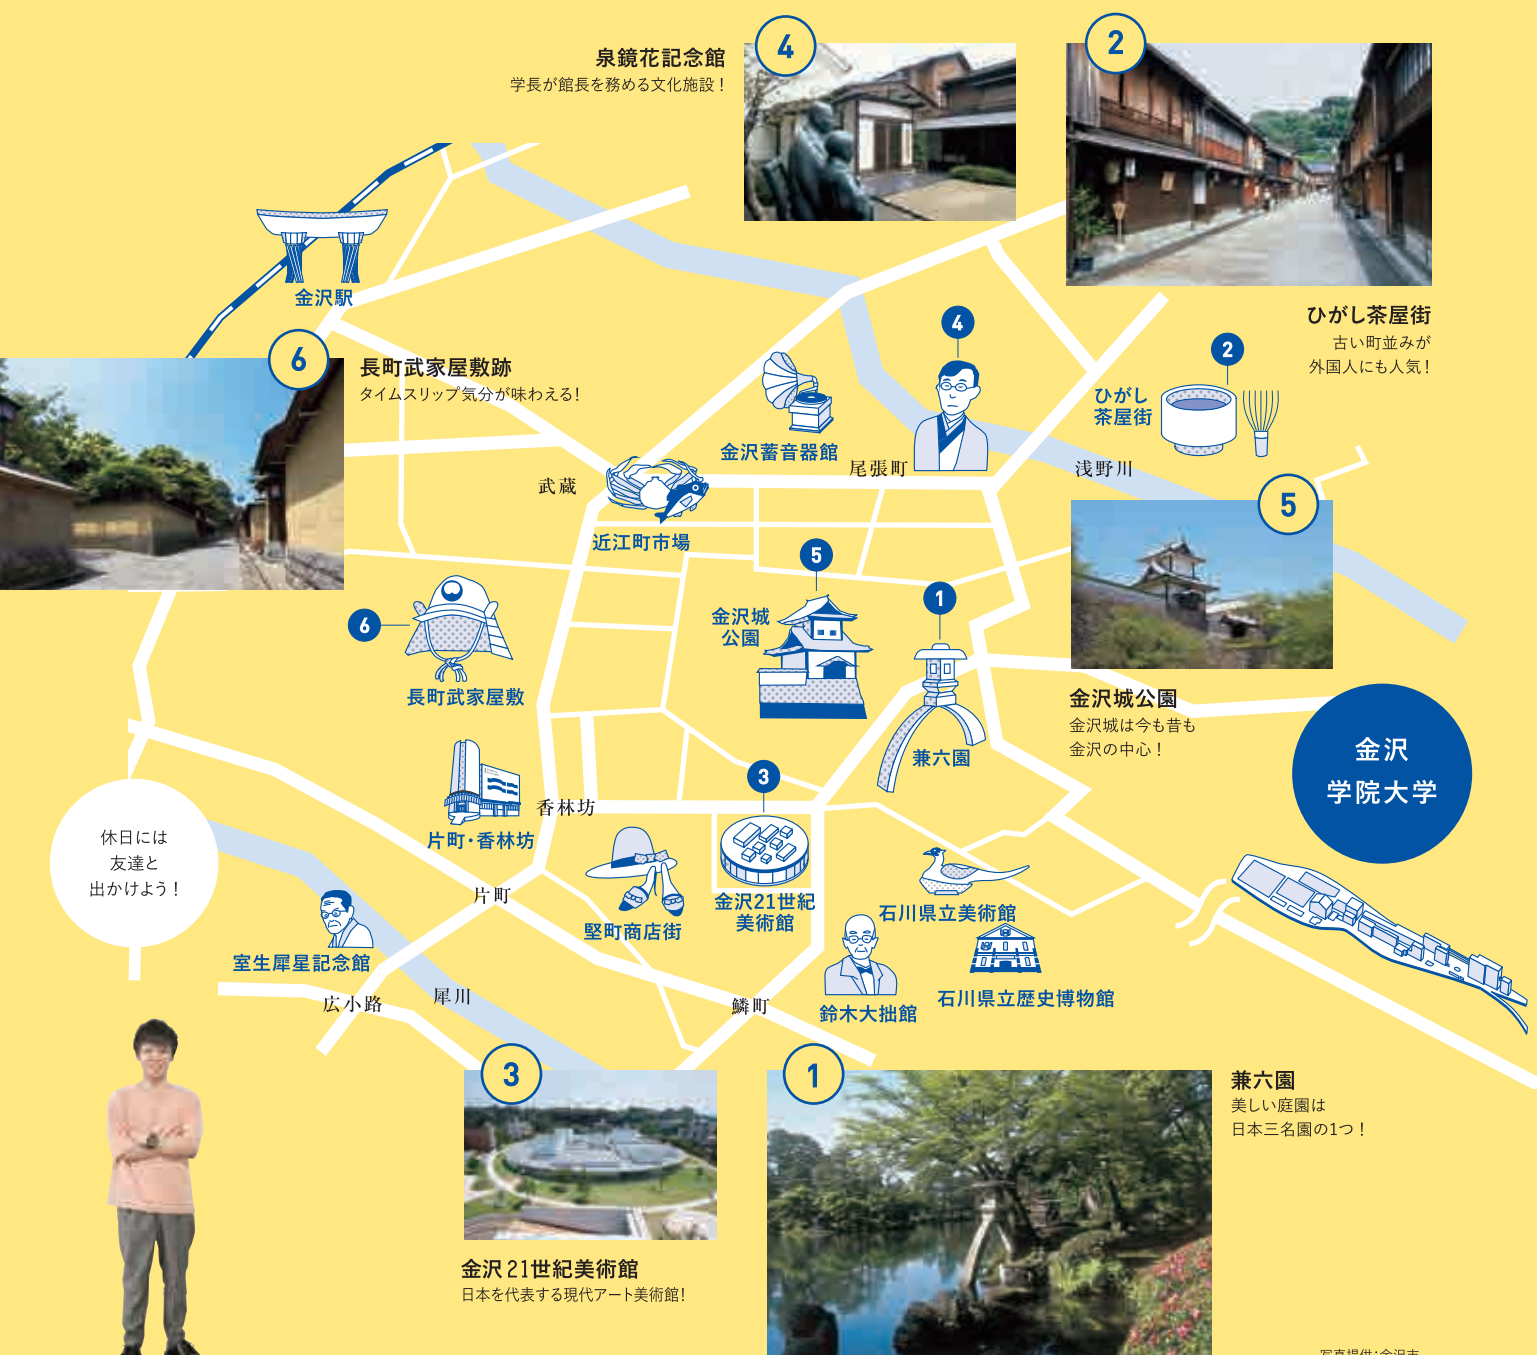 4
泉鏡花記念館
学長が館長を務める文化施設！
2
ひがし茶屋街
古い町並みが
外国人にも人気！
金沢駅
6
長町武家屋敷跡
タイムスリップ気分が味わえる！
4
2
ひがし
茶屋街
金沢蓄音器館
尾張町
浅野川
武蔵
近江町市場
5
5
金沢城
公園
1
6
長町武家屋敷
兼六園
金沢城公園
金沢城は今も昔も
金沢の中心！
金沢
学院大学
3
香林坊
片町・香林坊
休日には
友達と
出かけよう！
片町
竪町商店街
金沢21世紀
美術館
石川県立美術館
室生犀星記念館
広小路
犀川
鱗町
鈴木大拙館
石川県立歴史博物館
3
金沢21世紀美術館
日本を代表する現代アート美術館！
1
兼六園
美しい庭園は
日本三名園の1つ！